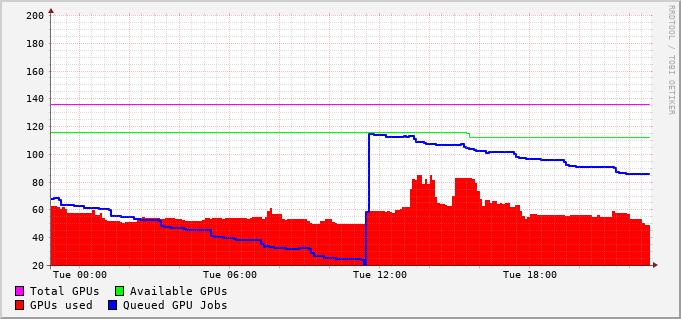 200
180
160
140
120
100
80
60
40
20
Tue 00:00 Tue 06:00 Tue 12:00 Tue 18:00
Total GPUs Available GPUs
GPUs used Queued GPU Jobs
RRDTOOL / TOBI OETIKER